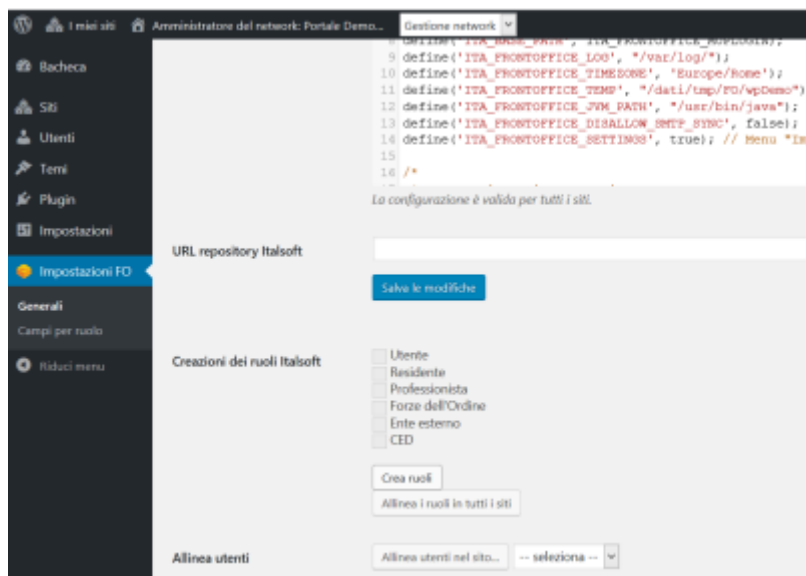 I miei siti
Amministratore del network: Portale Demo...
Gestione network
Bacheca
Siti
Utenti
Temi
Plugin
Impostazioni
Impostazioni FO
Generali
Campi per ruolo
Riduci menu
9 define('ITA_FRONTOFFICE_LOG', "/var/log/");
10 define('ITA_FRONTOFFICE_TIMEZONE', 'Europe/Rome');
11 define('ITA_FRONTOFFICE_TEMP', "/dati/tmp/FO/wpDemo")
12 define('ITA_FRONTOFFICE_JVM_PATH', "/usr/bin/java");
13 define('ITA_FRONTOFFICE_DISALLOW_SMTP_SYNC', false);
14 define('ITA_FRONTOFFICE_SETTINGS', true); // Menu "Im
15
16 /*
La configurazione è valida per tutti i siti.
URL repository Italsoft
Salva le modifiche
Creazioni dei ruoli Italsoft
Utente
Residente
Professionista
Forze dell'Ordine
Ente esterno
CED
Crea ruoli
Allinea i ruoli in tutti i siti
Allinea utenti
Allinea utenti nel sito...
-- seleziona --